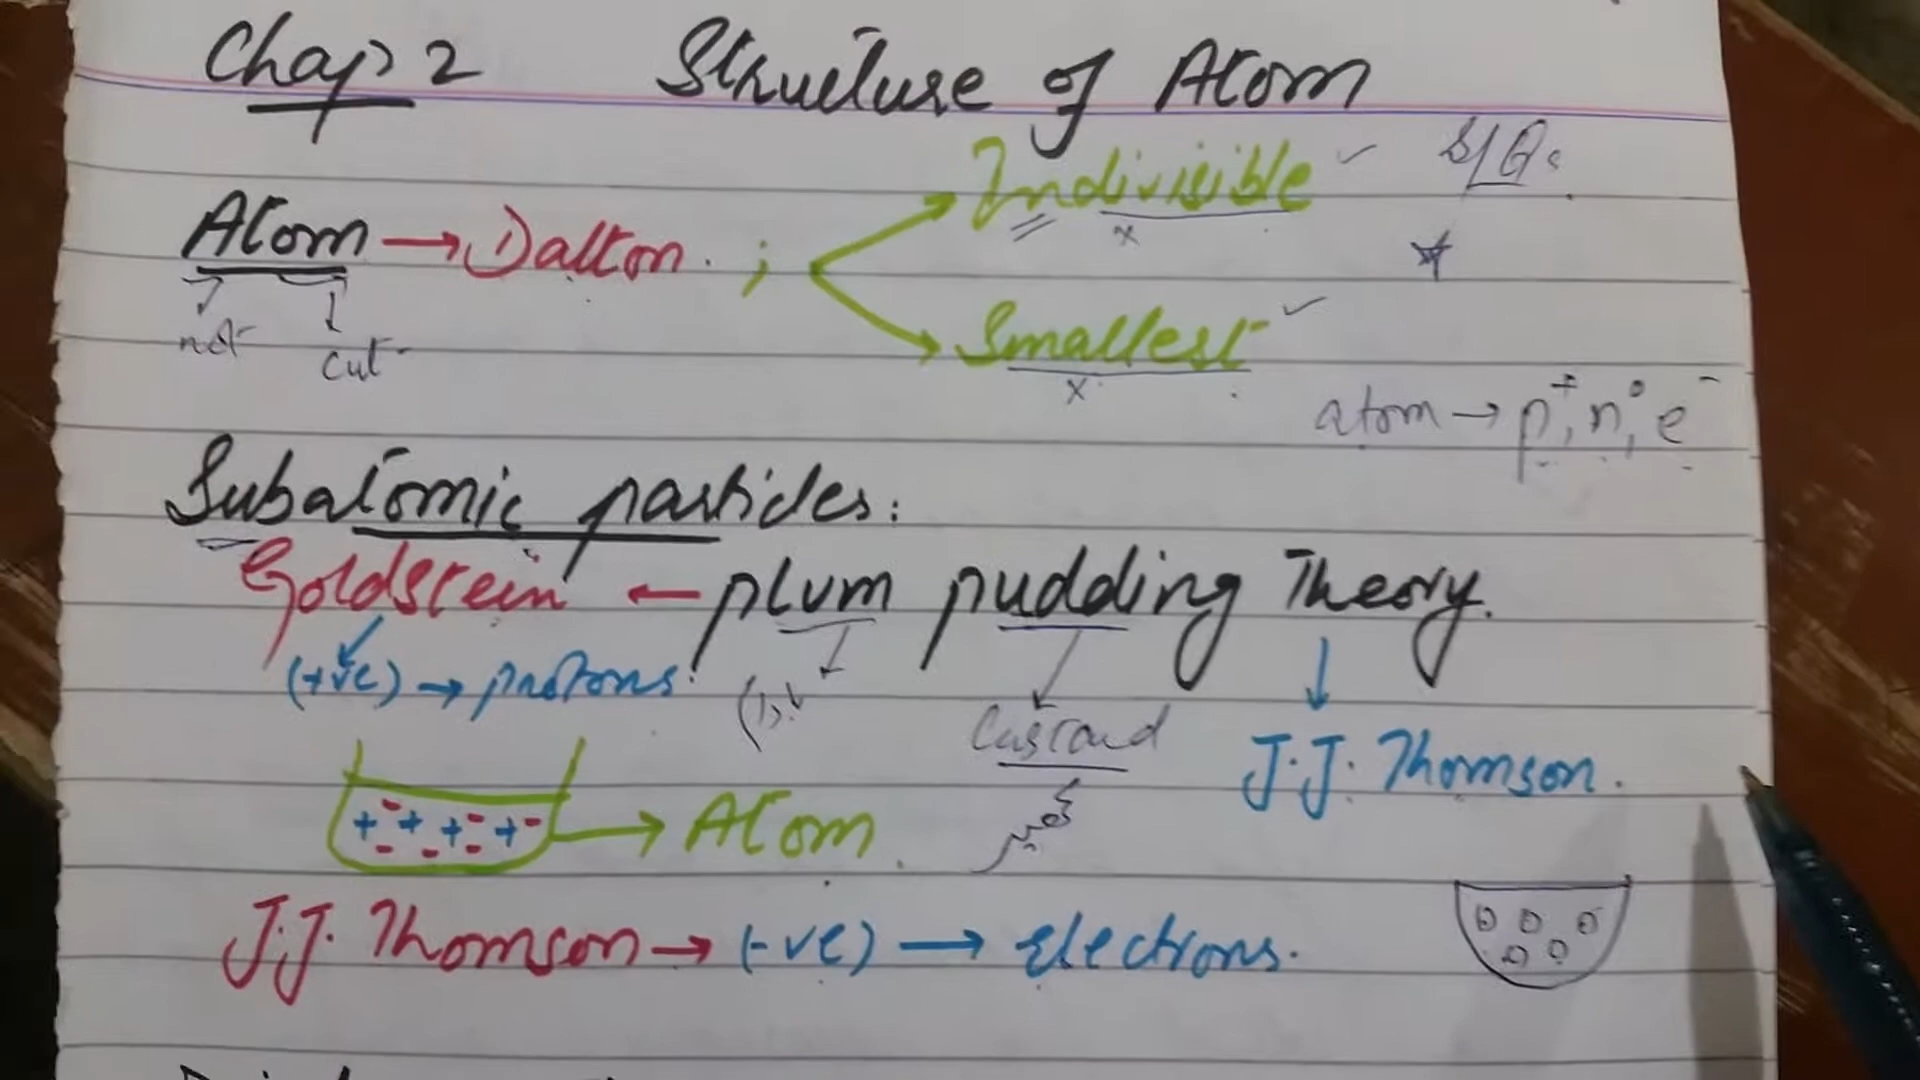 Chap 2 Structure of Atom
Indivisible ✓ S/Q.
Atom → Dalton. ;
x
not cut
Smallest ✓
x
atom → p+, n°, e-
Subatomic particles:
Goldstein ← plum pudding Theory.
(+ve) → protons.
Custard J.J. Thomson.
+ - + + - + -
- - -
→ Atom
J.J. Thomson → (-ve) → Electrons.